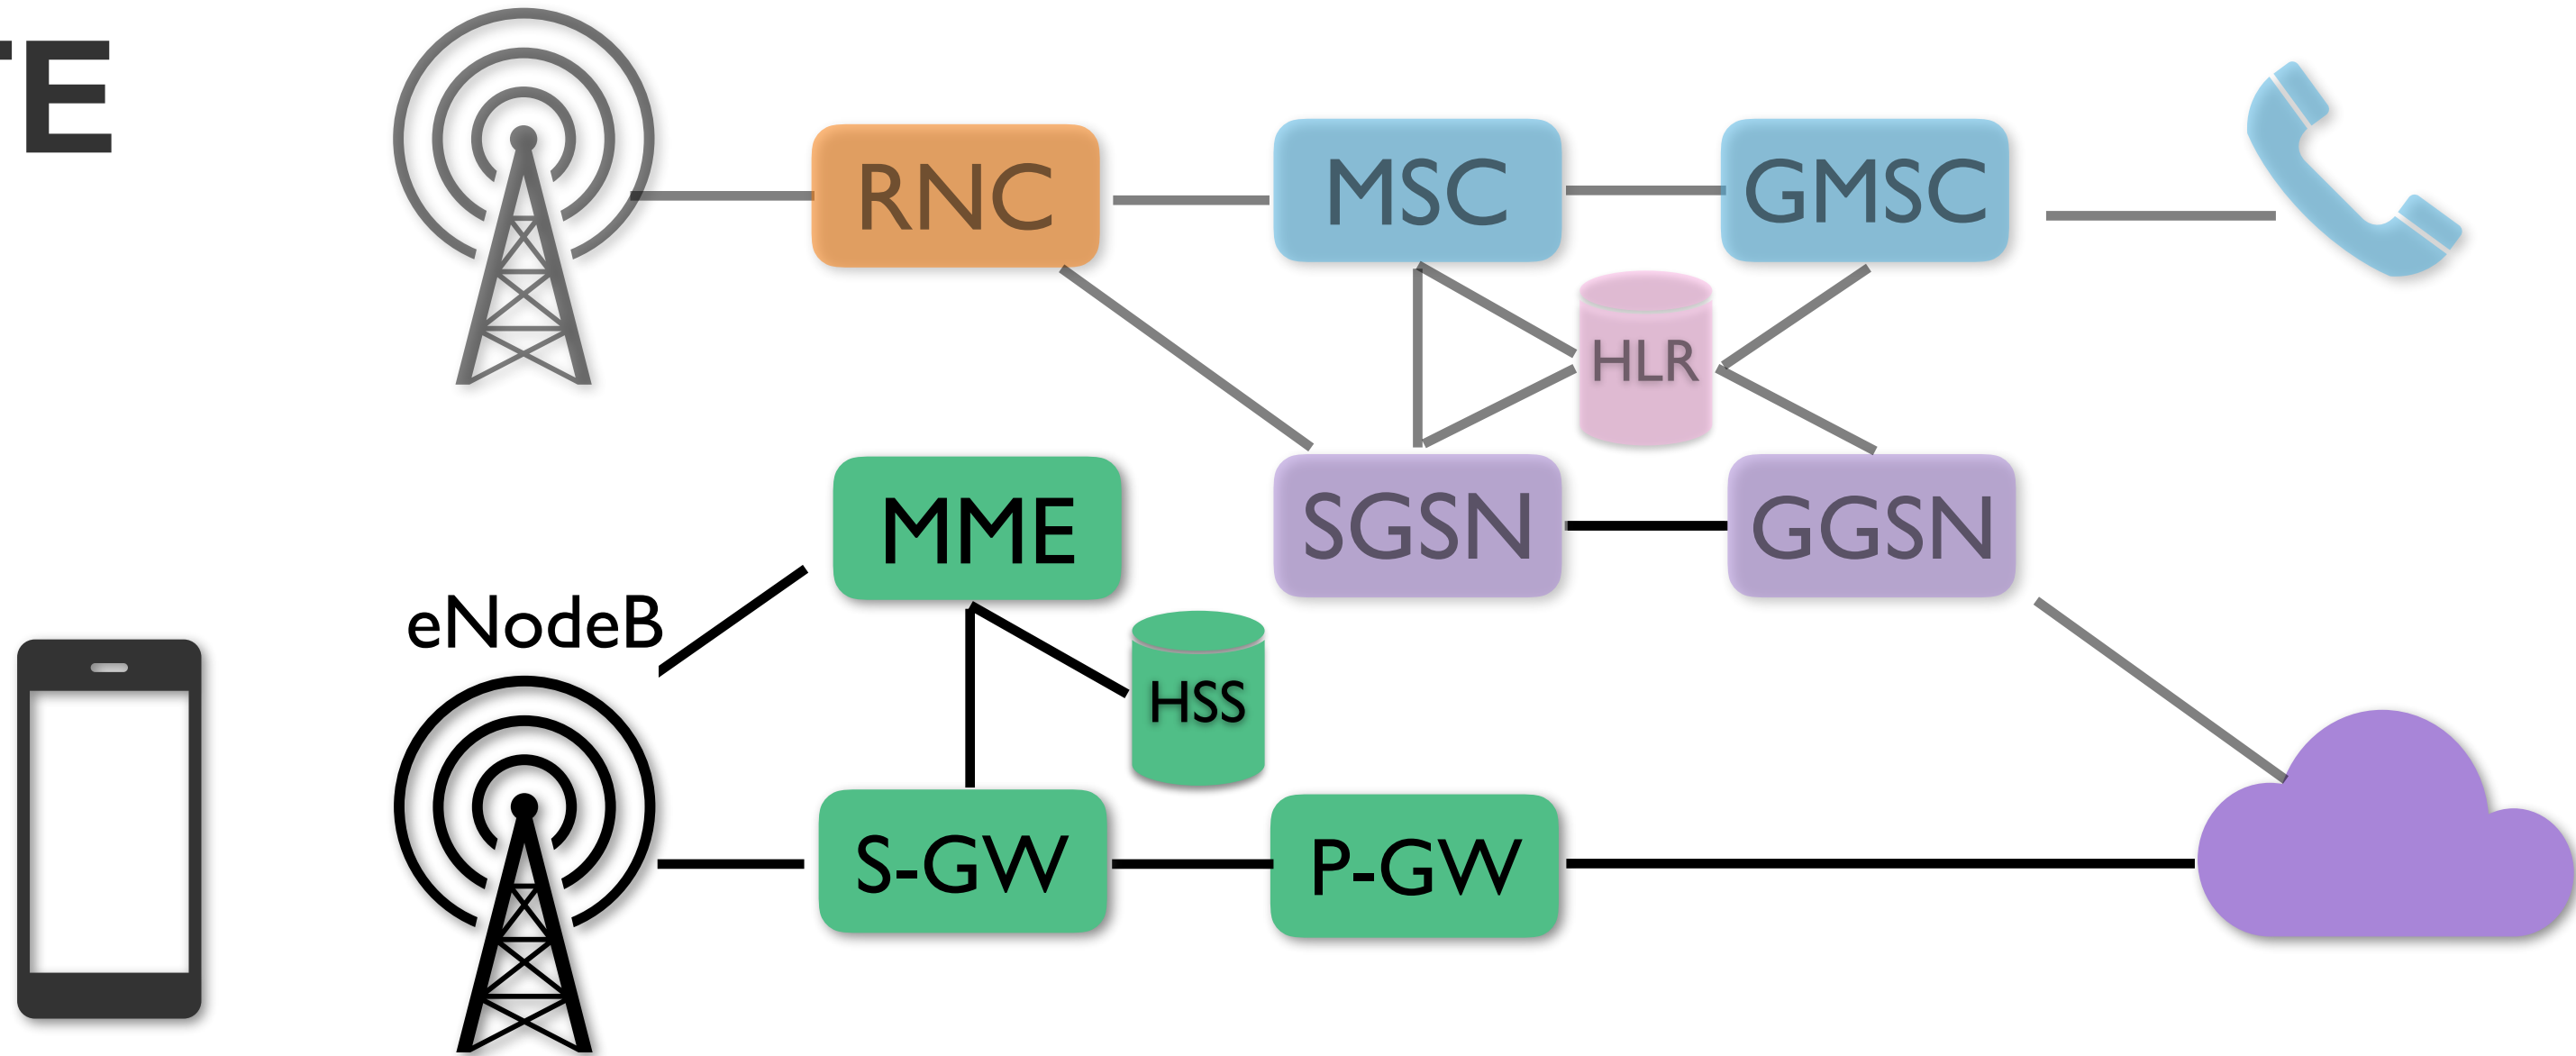 TE
RNC
MSC
GMSC
HLR
MME
SGSN
GGSN
eNodeB
HSS
S-GW
P-GW